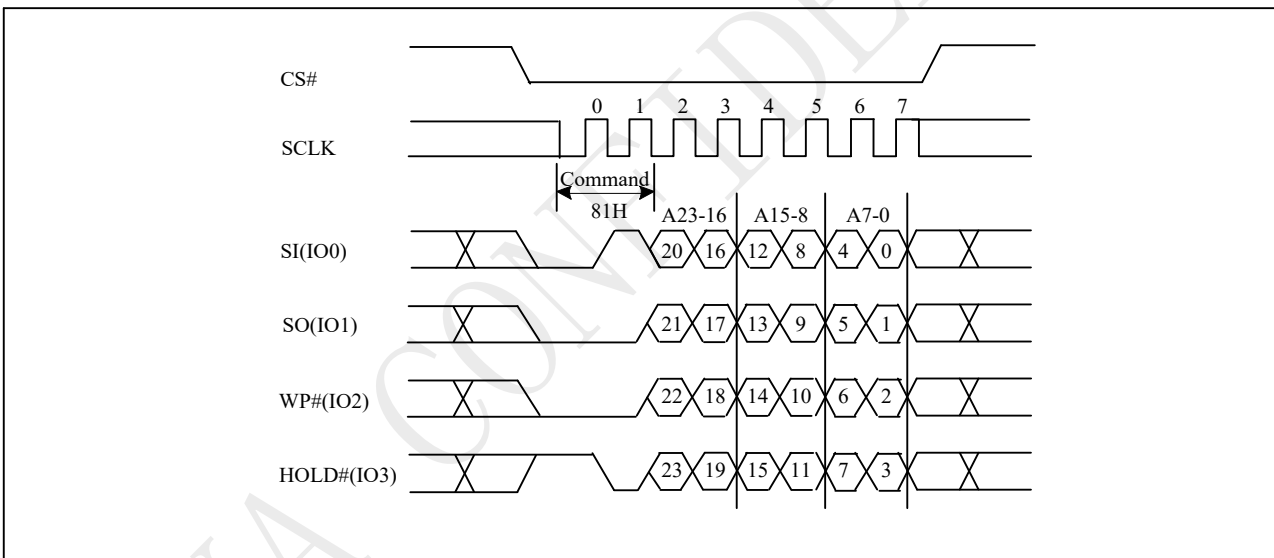 CS#
0 1 2 3 4 5 6 7
SCLK
Command
81H
A23-16 A15-8 A7-0
SI(IO0) 20 16 12 8 4 0
SO(IO1) 21 17 13 9 5 1
WP#(IO2) 22 18 14 10 6 2
HOLD#(IO3) 23 19 15 11 7 3